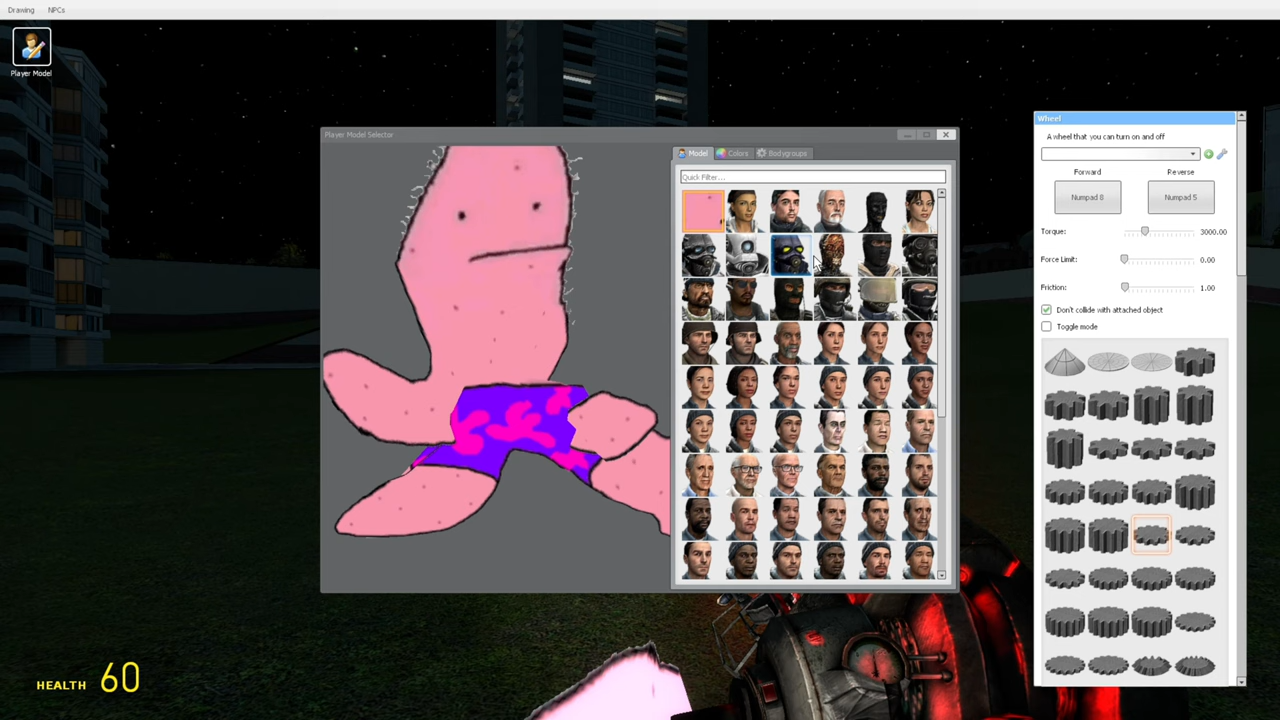 Drawing NPCs
Player Model
Player Model Selector
Model Colors Bodygroups
Quick Filter...
Wheel
A wheel that you can turn on and off
Forward Reverse
Numpad 8 Numpad 5
Torque: 3000.00
Force Limit: 0.00
Friction: 1.00
Don't collide with attached object
Toggle mode
HEALTH 60